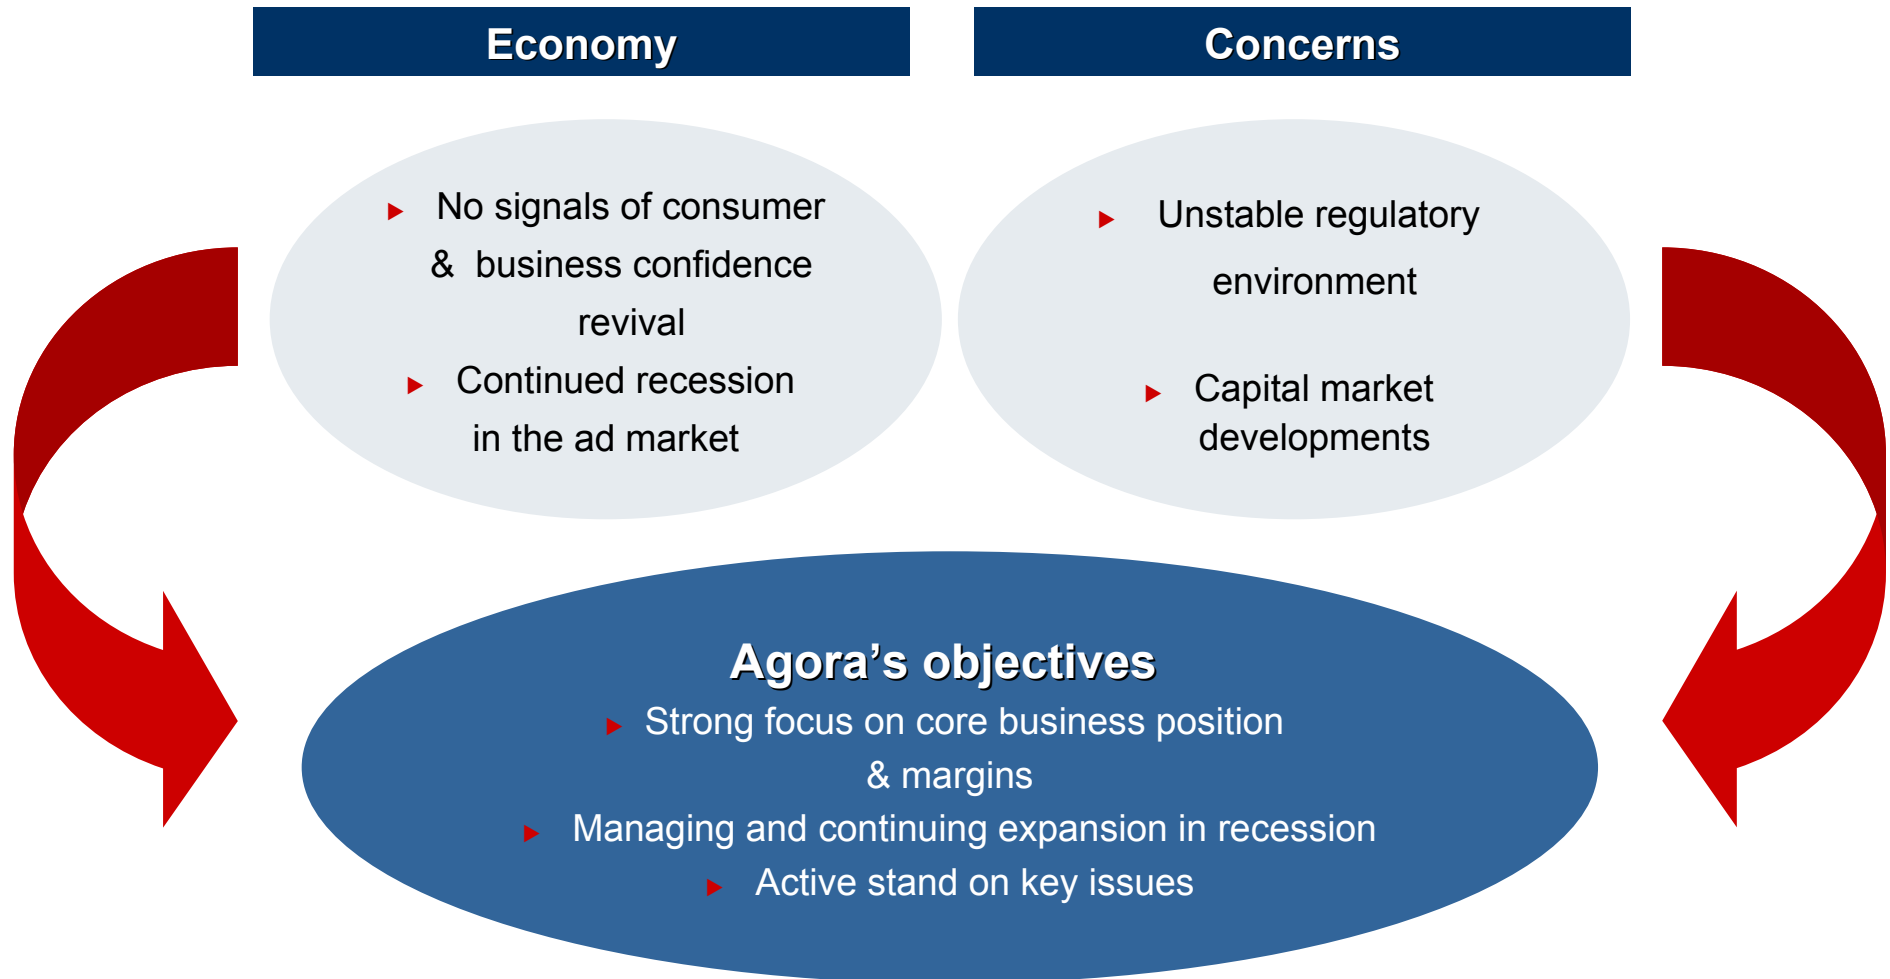 Economy
Concerns
► No signals of consumer
& business confidence
revival
► Continued recession
in the ad market
► Unstable regulatory
environment
► Capital market
developments
Agora’s objectives
► Strong focus on core business position
& margins
► Managing and continuing expansion in recession
► Active stand on key issues